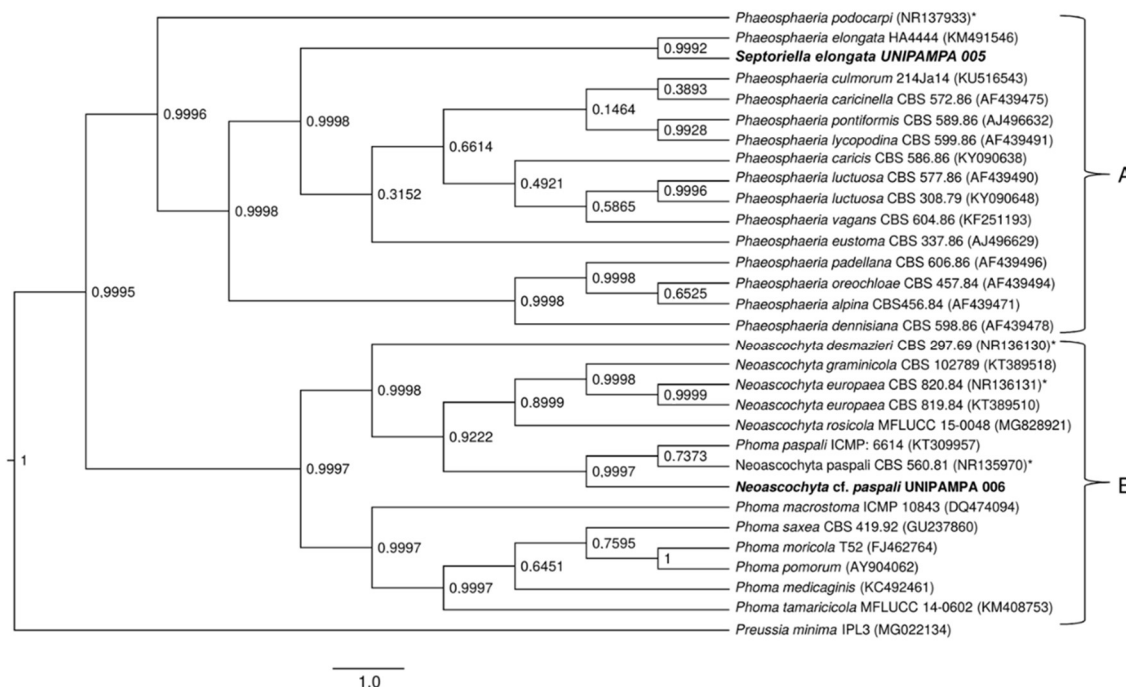 Phaeosphaeria podocarpi (NR137933)*
Phaeosphaeria elongata HA4444 (KM491546)
0.9992
Septoriella elongata UNIPAMPA 005
Phaeosphaeria culmorum 214Ja14 (KU516543)
0.3893
Phaeosphaeria caricinella CBS 572.86 (AF439475)
0.9996
0.1464
0.9998
Phaeosphaeria pontiformis CBS 589.86 (AJ496632)
0.9928
Phaeosphaeria lycopodina CBS 599.86 (AF439491)
0.6614
Phaeosphaeria caricis CBS 586.86 (KY090638)
A
Phaeosphaeria luctuosa CBS 577.86 (AF439490)
0.4921
0.9996
0.3152
Phaeosphaeria luctuosa CBS 308.79 (KY090648)
0.9998
0,5865
Phaeosphaeria vagans CBS 604.86 (KF251193)
Phaeosphaeria eustoma CBS 337.86 (AJ496629)
Phaeosphaeria padellana CBS 606.86 (AF439496)
0.9998
Phaeosphaeria oreochloae CBS 457.84 (AF439494)
0,9995
0.6525
0.9998
Phaeosphaeria alpina CBS456.84 (AF439471)
Phaeosphaeria dennisiana CBS 598.86 (AF439478)
Neoascochyta desmazieri CBS 297.69 (NR136130)*
Neoascochyta graminicola CBS 102789 (KT389518)
0.9998
0.9998
Neoascochyta europaea CBS 820.84 (NR136131)*
0.9999
0.8999
Neoascochyta europaea CBS 819.84 (KT389510)
Neoascochyta rosicola MFLUCC 15-0048 (MG828921)
0.9222
Phoma paspali ICMP: 6614 (KT309957)
0.7373
1
Neoascochyta paspali CBS 560.81 (NR135970)*
0.9997
0,9997
Neoascochyta cf. paspali UNIPAMPA 006
Phoma macrostoma ICMP 10843 (DQ474094)
Phoma saxea CBS 419.92 (GU237860)
0.7595
0.9997
Phoma moricola T52 (FJ462764)
1
0.6451
Phoma pomorum (AY904062)
0.9997
Phoma medicaginis (KC492461)
Phoma tamaricicola MFLUCC 14-0602 (KM408753)
Preussia minima IPL3 (MG022134)
1.0